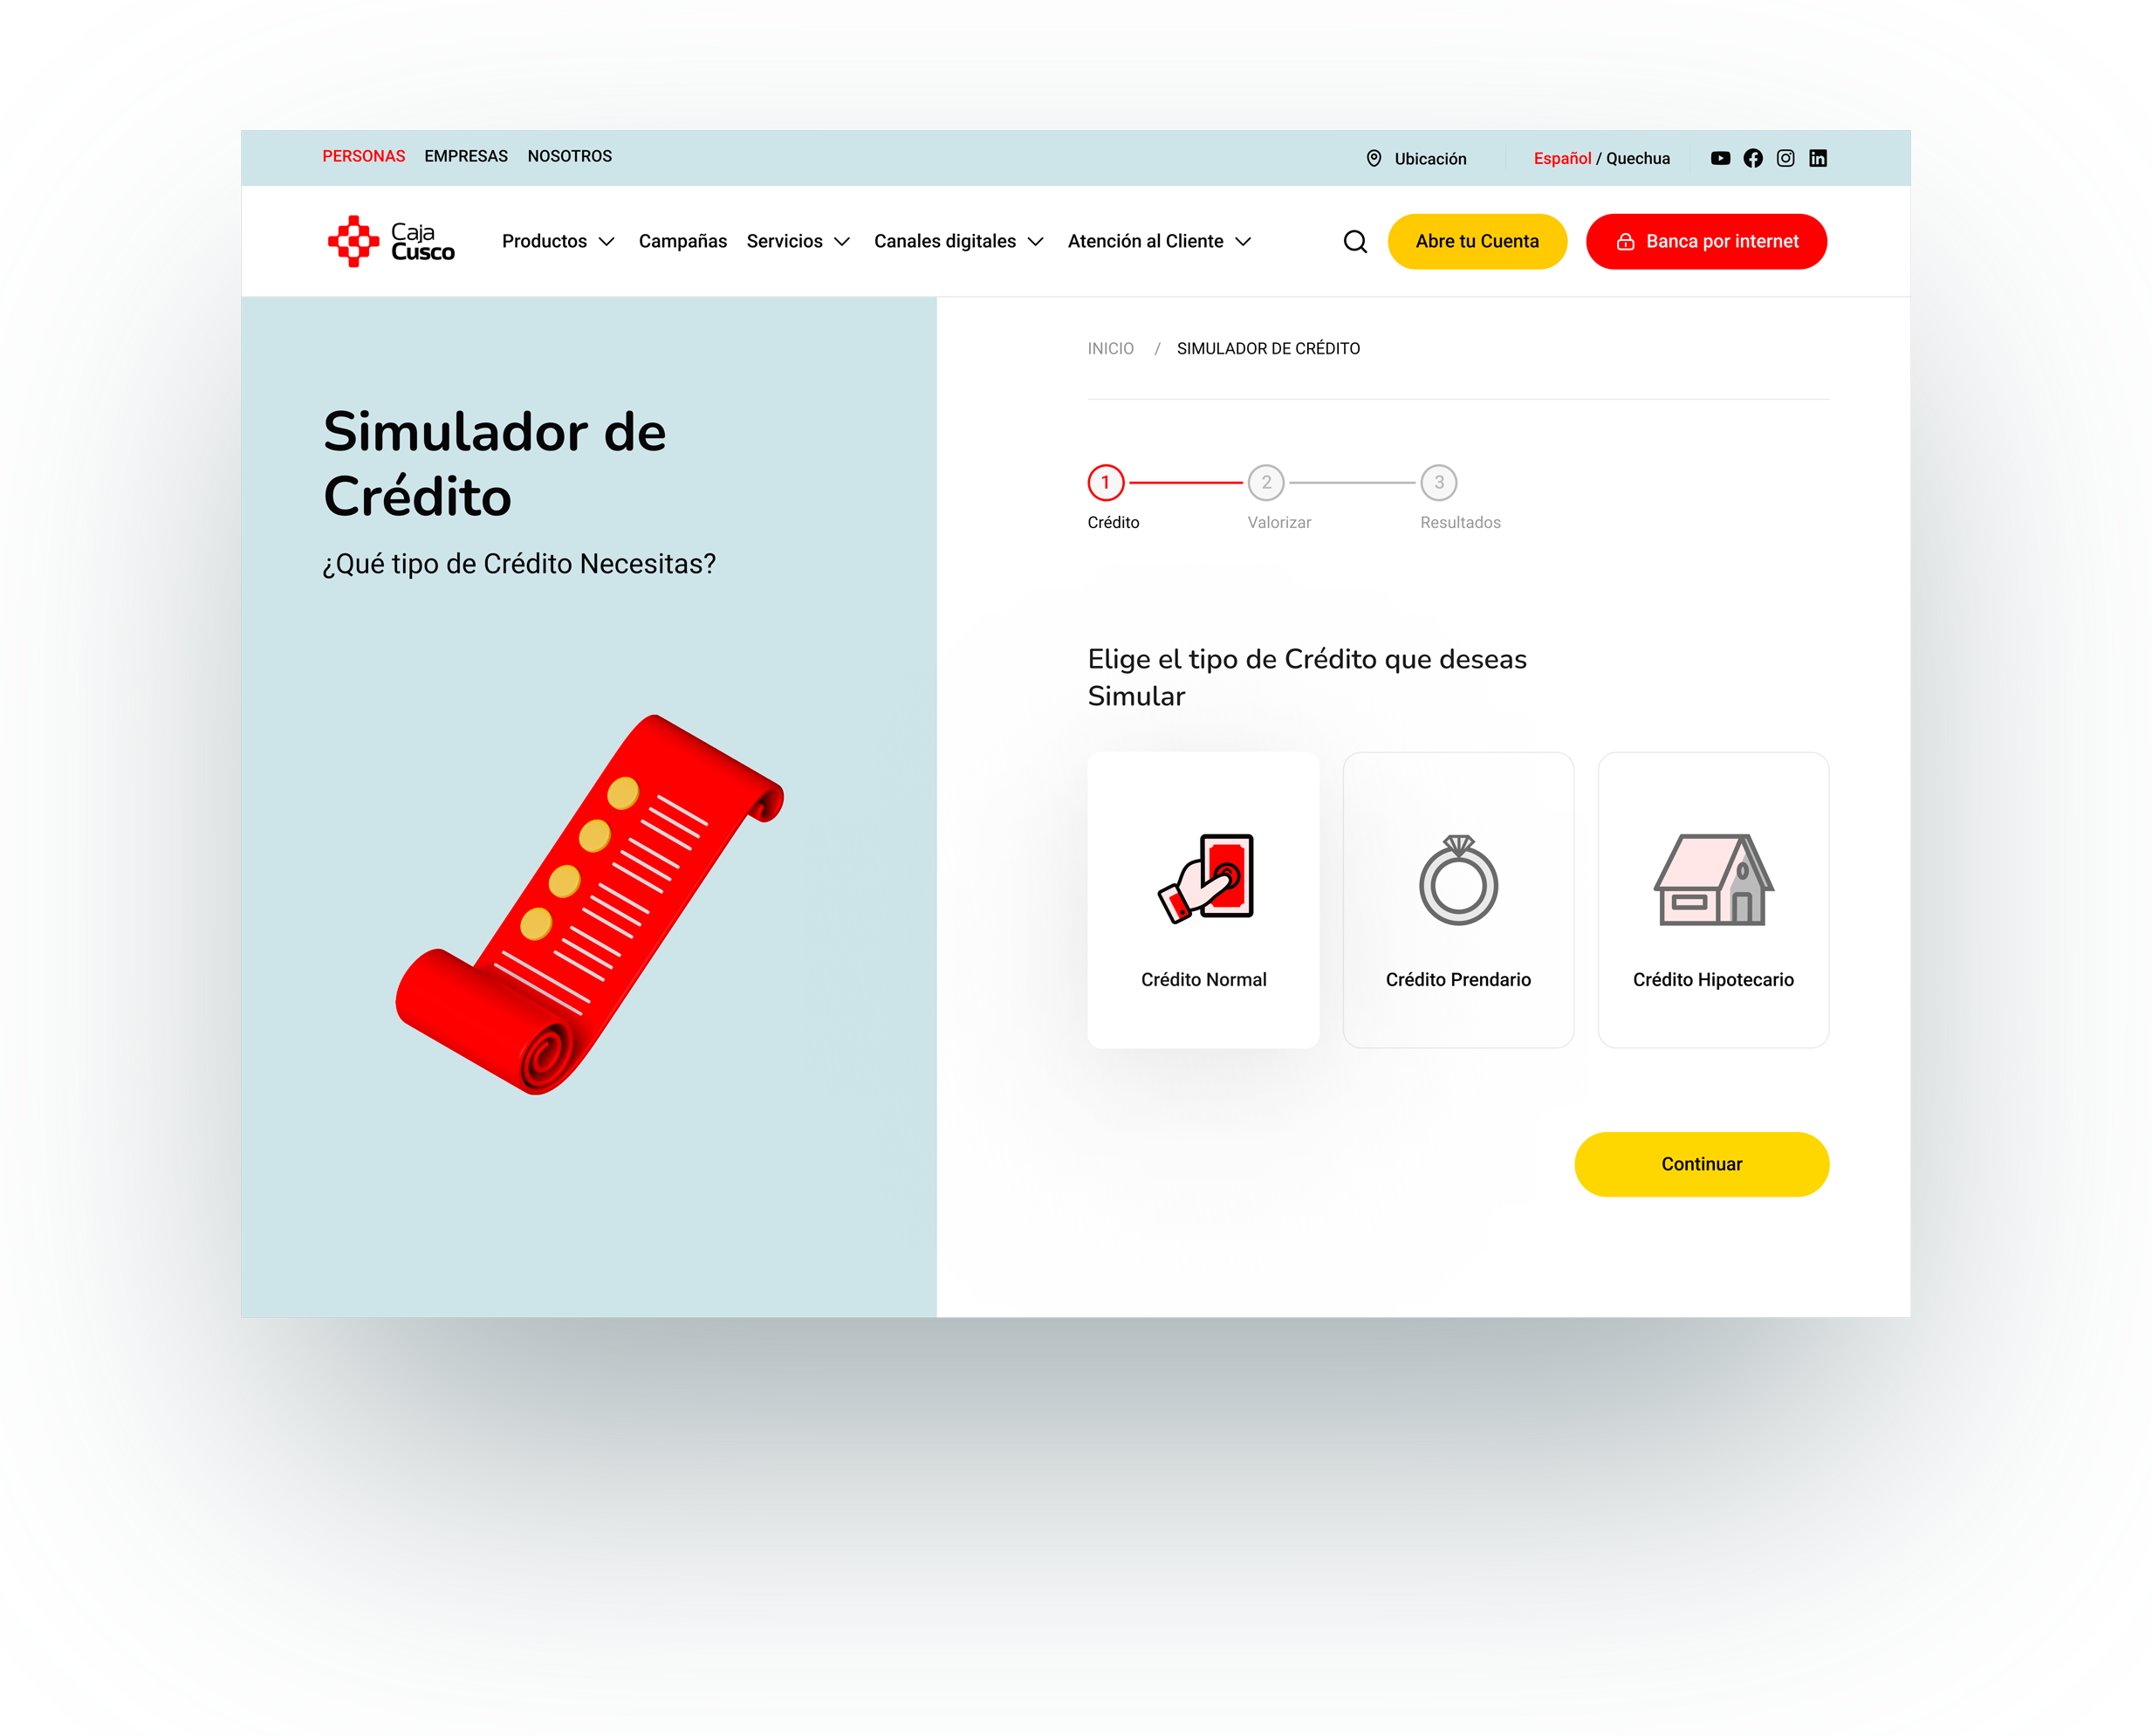 PERSONAS EMPRESAS NOSOTROS Ubicación Español / Quechua
Caja
Cusco
Productos Campañas Servicios Canales digitales Atención al Cliente Abre tu Cuenta Banca por internet
Simulador de
Crédito
¿Qué tipo de Crédito Necesitas?
INICIO / SIMULADOR DE CRÉDITO
1 2 3
Crédito Valorizar Resultados
Elige el tipo de Crédito que deseas
Simular
Crédito Normal Crédito Prendario Crédito Hipotecario
Continuar